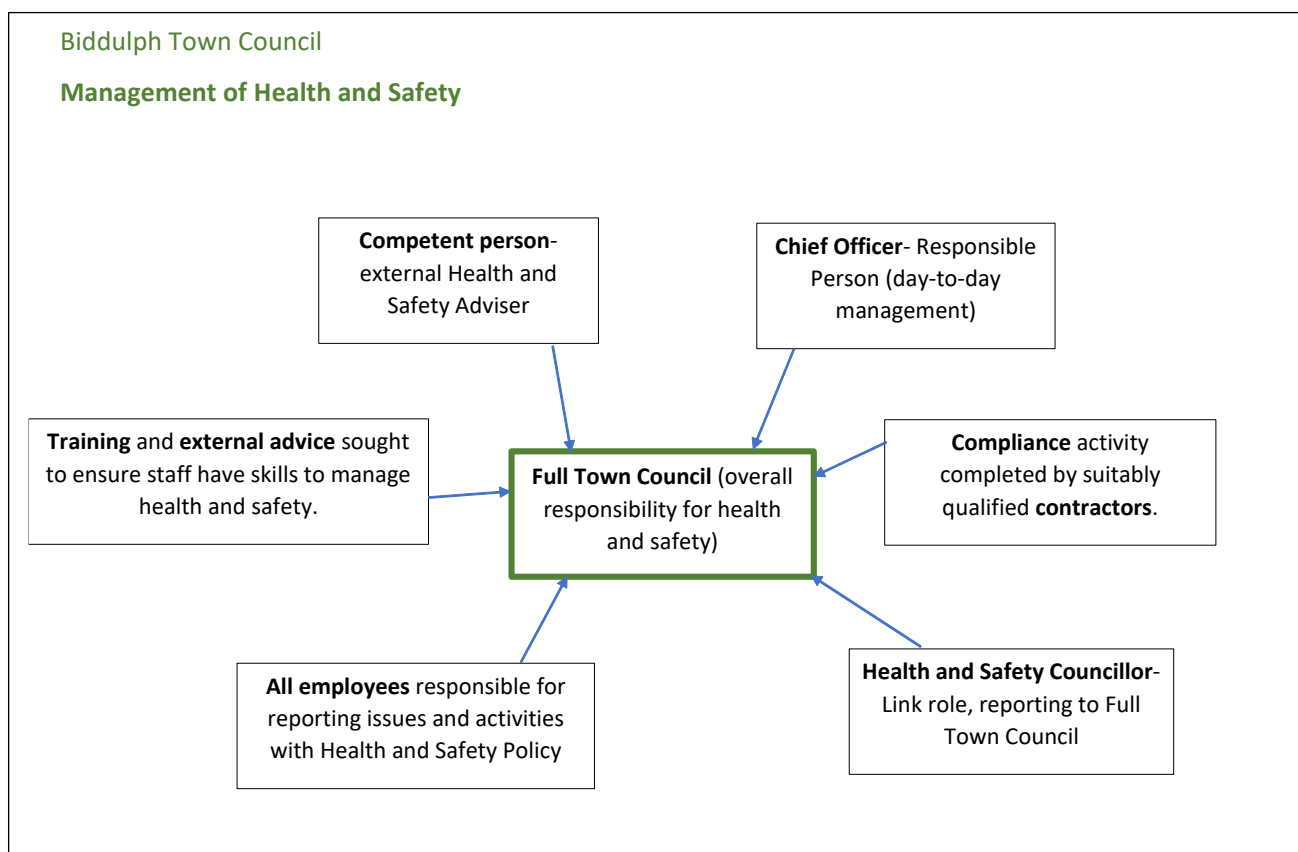 Biddulph Town Council
Management of Health and Safety
Competent person-
external Health and
Safety Adviser
Chief Officer- Responsible
Person (day-to-day
management)
Training and external advice sought
to ensure staff have skills to manage
health and safety.
Full Town Council (overall
responsibility for health
and safety)
Compliance activity
completed by suitably
qualified contractors.
All employees responsible for
reporting issues and activities
with Health and Safety Policy
Health and Safety Councillor-
Link role, reporting to Full
Town Council